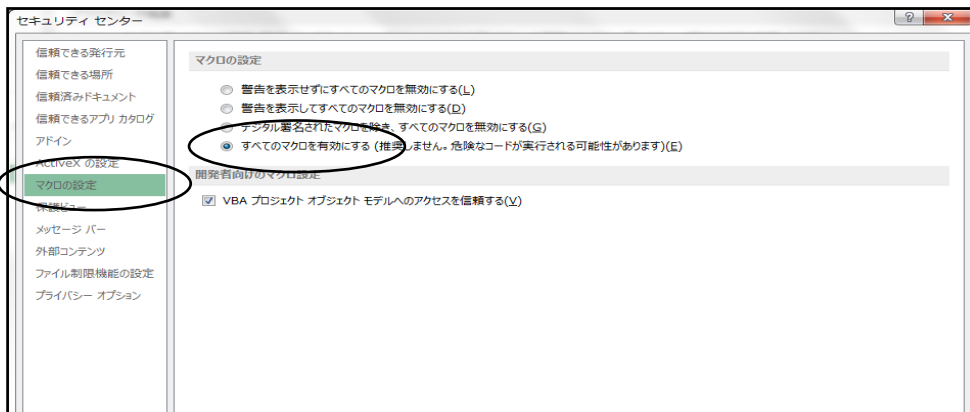 セキュリティ センター
信頼できる発行元
信頼できる場所
信頼済みドキュメント
信頼できるアプリ カタログ
アドイン
ActiveX の設定
マクロの設定
保護ビュー
メッセージ バー
外部コンテンツ
ファイル制限機能の設定
プライバシー オプション
マクロの設定
警告を表示せずにすべてのマクロを無効にする(L)
警告を表示してすべてのマクロを無効にする(D)
デジタル署名されたマクロを除き、すべてのマクロを無効にする(G)
すべてのマクロを有効にする (推奨しません。危険なコードが実行される可能性があります)(E)
開発者向けのマクロ設定
VBA プロジェクト オブジェクト モデルへのアクセスを信頼する(V)